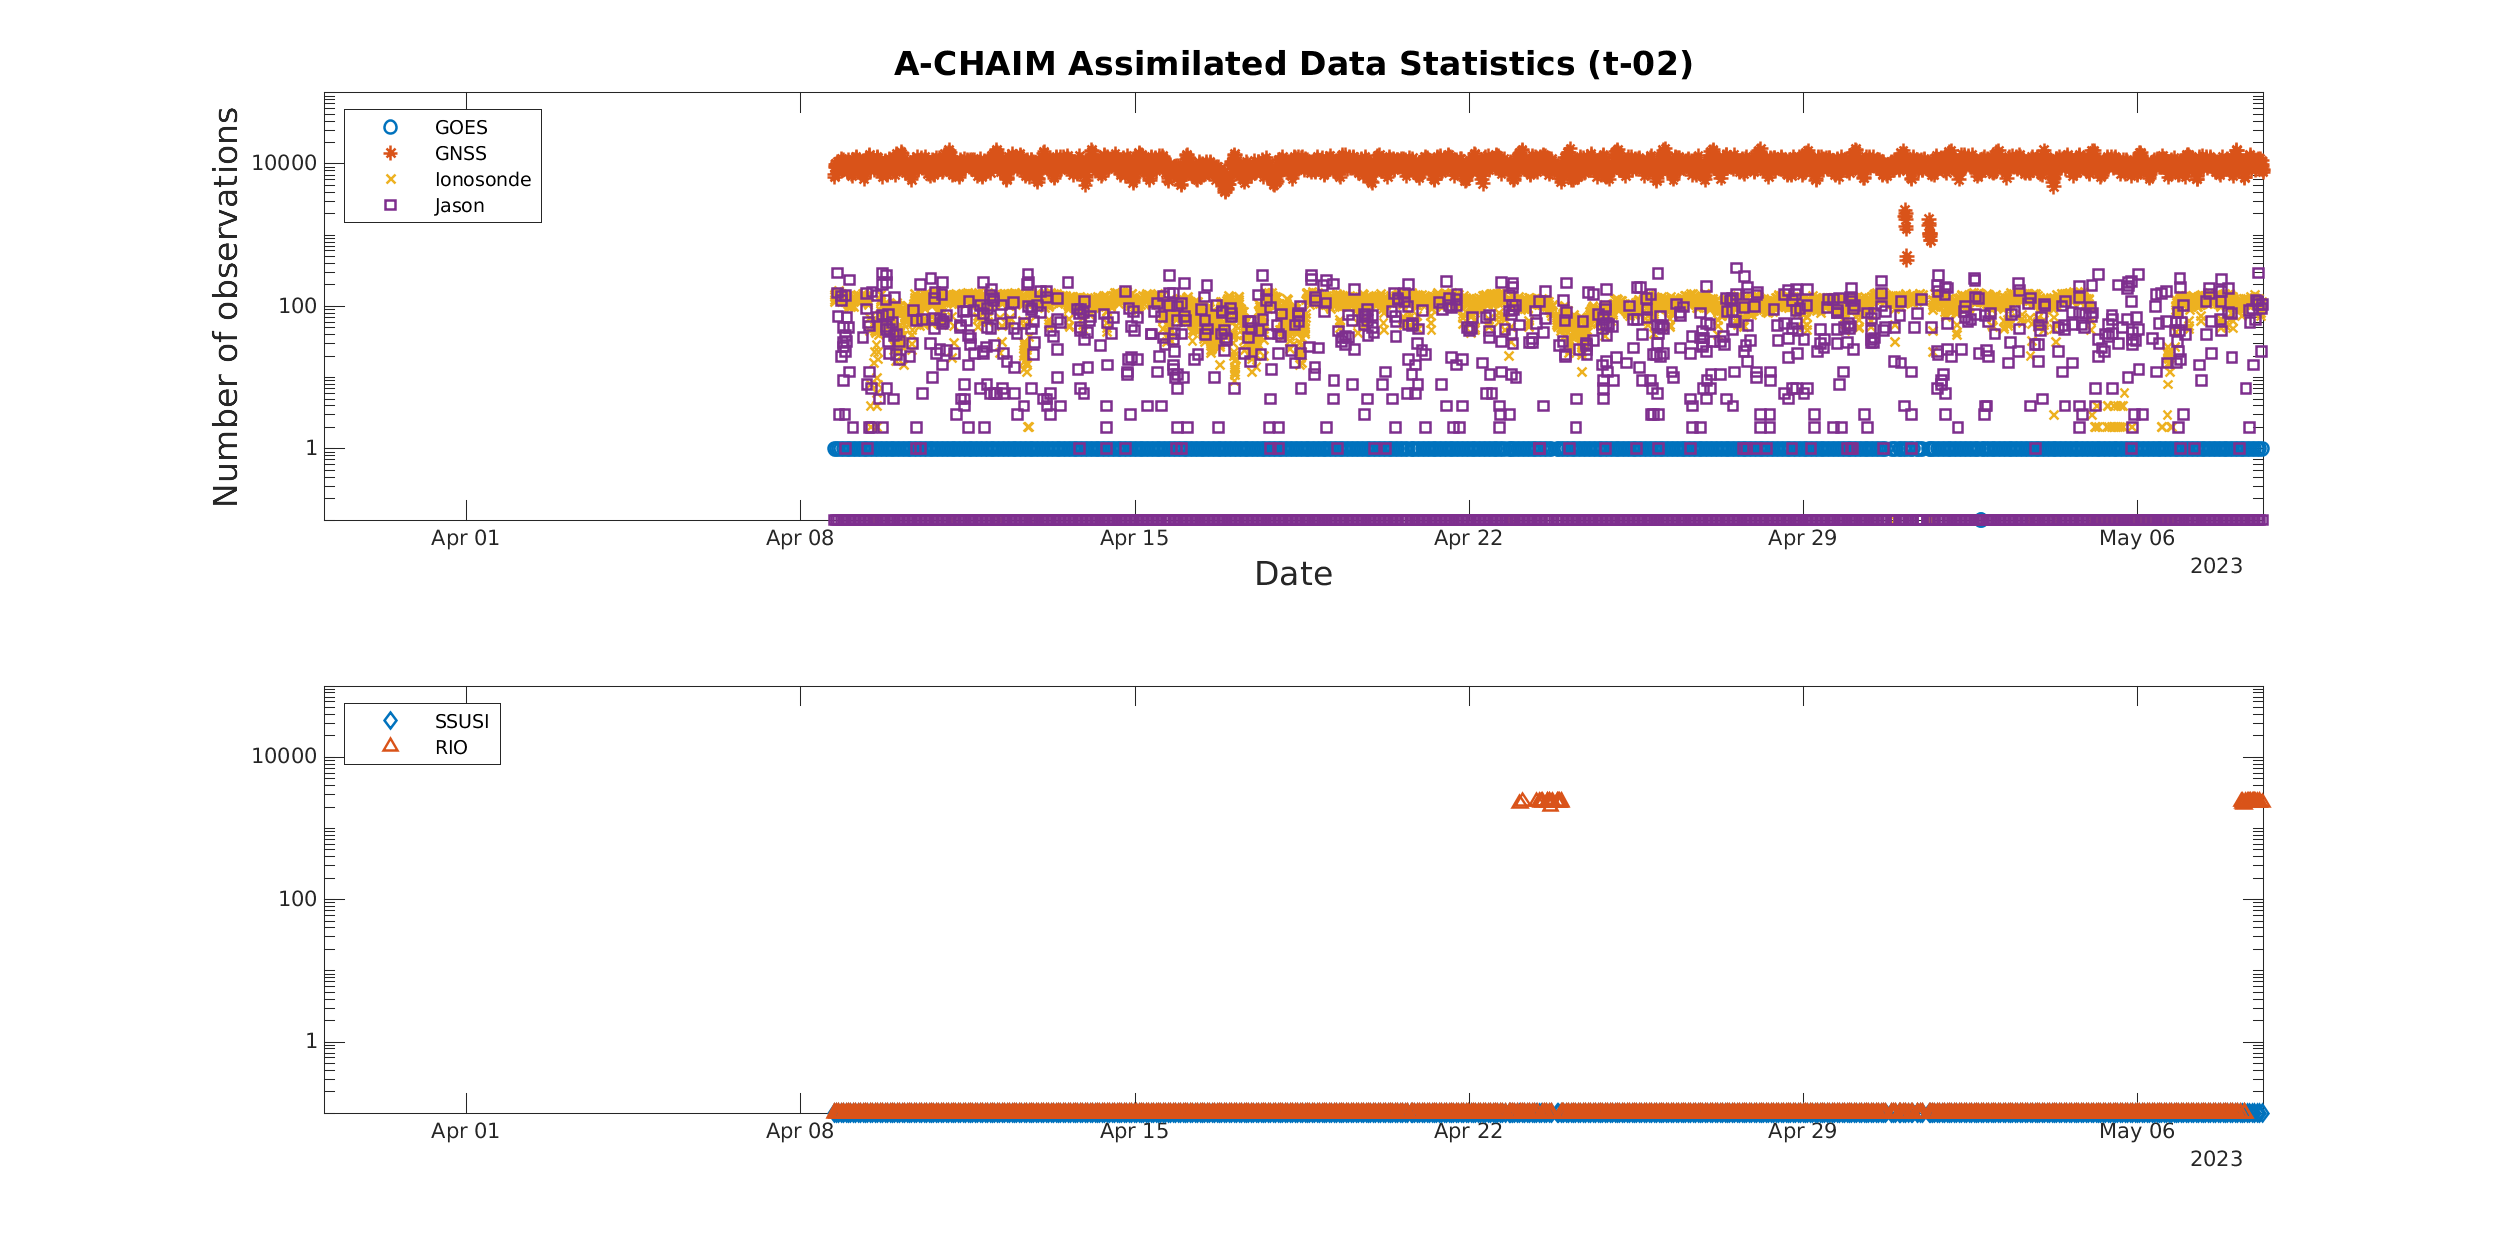 A-CHAIM Assimilated Data Statistics (t-02)
Number of observations
10000
100
1
GOES
GNSS
Ionosonde
Jason
Apr 01 Apr 08 Apr 15 Apr 22 Apr 29 May 06
2023
Date
10000
100
1
SSUSI
RIO
Apr 01 Apr 08 Apr 15 Apr 22 Apr 29 May 06
2023